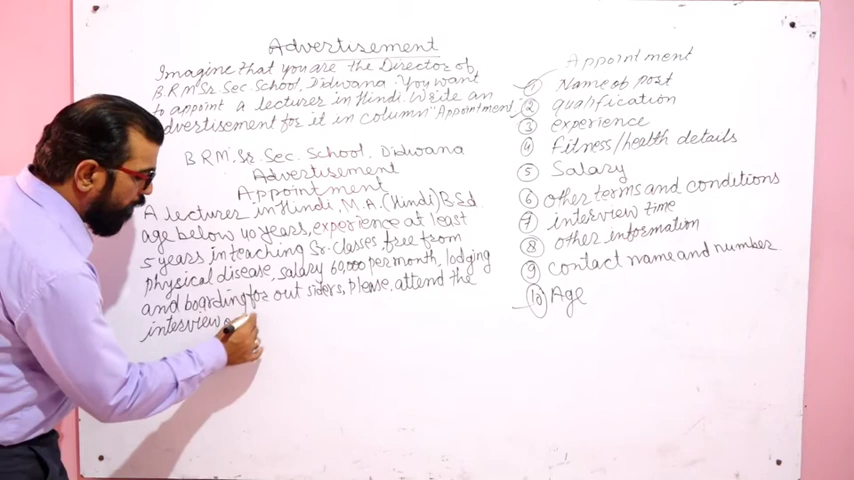 Advertisement
Imagine that you are the Director of
B.R.M. Sr. Sec. School, Didwana. You want
to appoint a lecturer in Hindi. Write an
advertisement for it in column "Appointment"
B.R.M. Sr. Sec. School, Didwana
Advertisement
Appointment
A lecturer in Hindi, M.A. (Hindi) B.Ed.
age below 40 years, experience at least
5 years in teaching Sr. classes, free from
physical disease, salary 60,000 per month, lodging
and boarding for out siders, please, attend the
interview
Appointment
1 Name of post
2 qualification
3 experience
4 fitness/health details
5 Salary
6 other terms and conditions
7 interview time
8 other information
9 contact name and number
10 Age